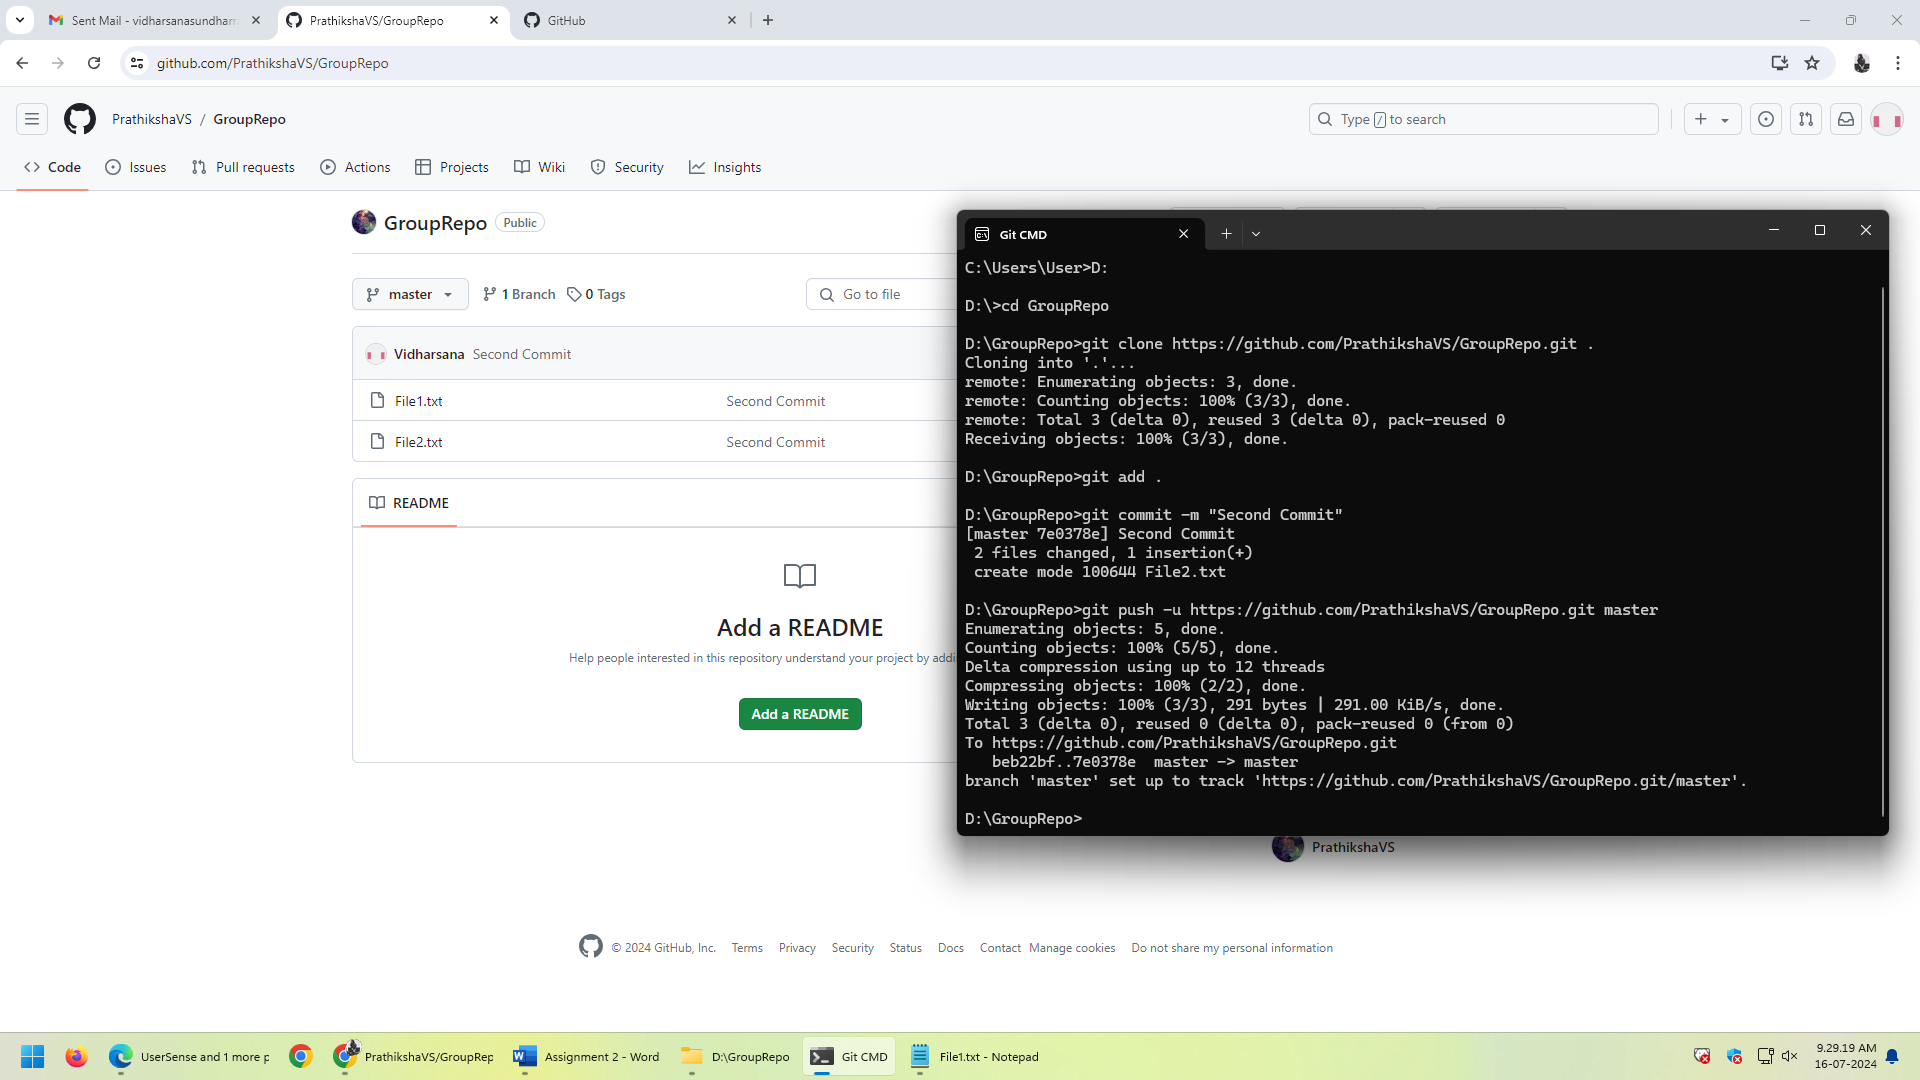 Sent Mail - vidharsanasundharr
PrathikshaVS/GroupRepo
GitHub
github.com/PrathikshaVS/GroupRepo
PrathikshaVS / GroupRepo
Type / to search
Code
Issues
Pull requests
Actions
Projects
Wiki
Security
Insights
GroupRepo
Public
master
1 Branch
0 Tags
Go to file
Vidharsana Second Commit
File1.txt Second Commit
File2.txt Second Commit
README
Add a README
Help people interested in this repository understand your project by
Add a README
Git CMD
C:\Users\User>D:
D:\>cd GroupRepo
D:\GroupRepo>git clone https://github.com/PrathikshaVS/GroupRepo.git .
Cloning into '.'...
remote: Enumerating objects: 3, done.
remote: Counting objects: 100% (3/3), done.
remote: Total 3 (delta 0), reused 3 (delta 0), pack-reused 0
Receiving objects: 100% (3/3), done.
D:\GroupRepo>git add .
D:\GroupRepo>git commit -m "Second Commit"
[master 7e0378e] Second Commit
2 files changed, 1 insertion(+)
create mode 100644 File2.txt
D:\GroupRepo>git push -u https://github.com/PrathikshaVS/GroupRepo.git master
Enumerating objects: 5, done.
Counting objects: 100% (5/5), done.
Delta compression using up to 12 threads
Compressing objects: 100% (2/2), done.
Writing objects: 100% (3/3), 291 bytes | 291.00 KiB/s, done.
Total 3 (delta 0), reused 0 (delta 0), pack-reused 0 (from 0)
To https://github.com/PrathikshaVS/GroupRepo.git
beb22bf..7e0378e master -> master
branch 'master' set up to track 'https://github.com/PrathikshaVS/GroupRepo.git/master'.
D:\GroupRepo>
PrathikshaVS
© 2024 GitHub, Inc. Terms Privacy Security Status Docs Contact Manage cookies Do not share my personal information
UserSense and 1 more p
PrathikshaVS/GroupRep
Assignment 2 - Word
D:\GroupRepo
Git CMD
File1.txt - Notepad
9.29.19 AM
16-07-2024